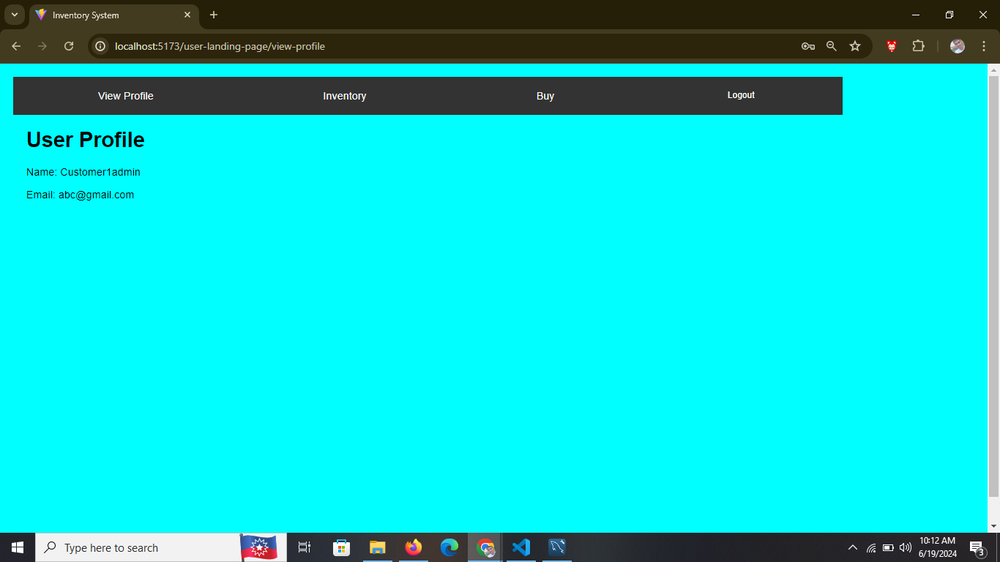 Inventory System
localhost:5173/user-landing-page/view-profile
View Profile
Inventory
Buy
Logout
User Profile
Name: Customer1admin
Email: abc@gmail.com
Type here to search
10:12 AM
6/19/2024
3